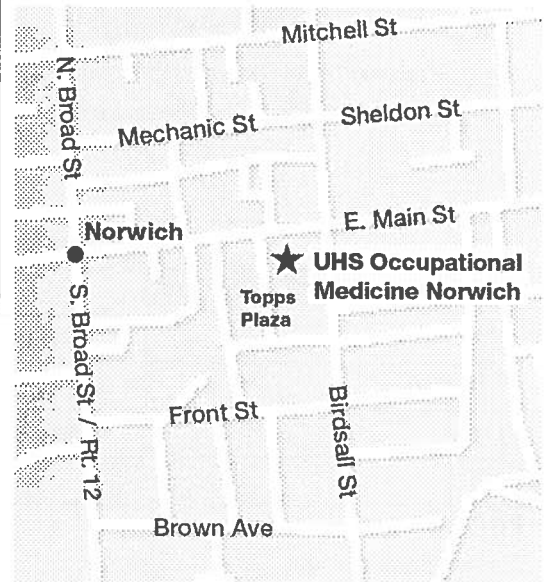 Mitchell St
N. Broad St
Mechanic St
Sheldon St
E. Main St
Norwich
UHS Occupational
Medicine Norwich
Topps
Plaza
S. Broad St / Rt. 12
Front St
Birdsall St
Brown Ave